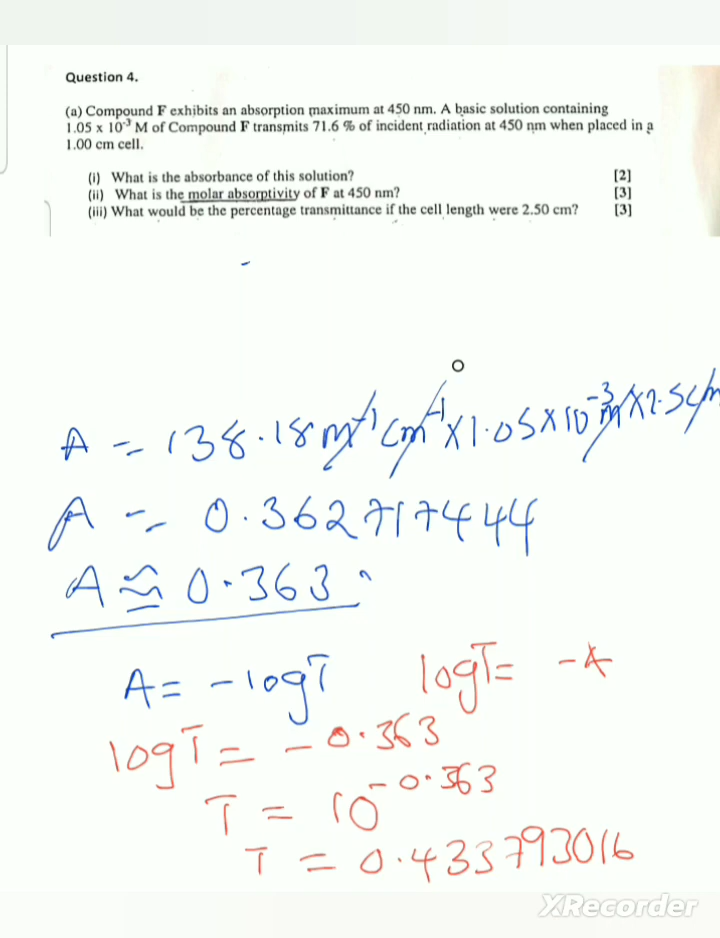 Question 4.
(a) Compound F exhibits an absorption maximum at 450 nm. A basic solution containing
1.05 x 10⁻³ M of Compound F transmits 71.6 % of incident radiation at 450 nm when placed in a
1.00 cm cell.
(i) What is the absorbance of this solution? [2]
(ii) What is the molar absorptivity of F at 450 nm? [3]
(iii) What would be the percentage transmittance if the cell length were 2.50 cm? [3]
A = 138.18 m⁻¹ cm⁻¹ x 1.05 x 10⁻³ m x 2.5 cm
A = 0.3627217444
A ≈ 0.363
A = -logT logT = -A
logT = -0.363
T = 10^-0.363
T = 0.433793016
XRecorder